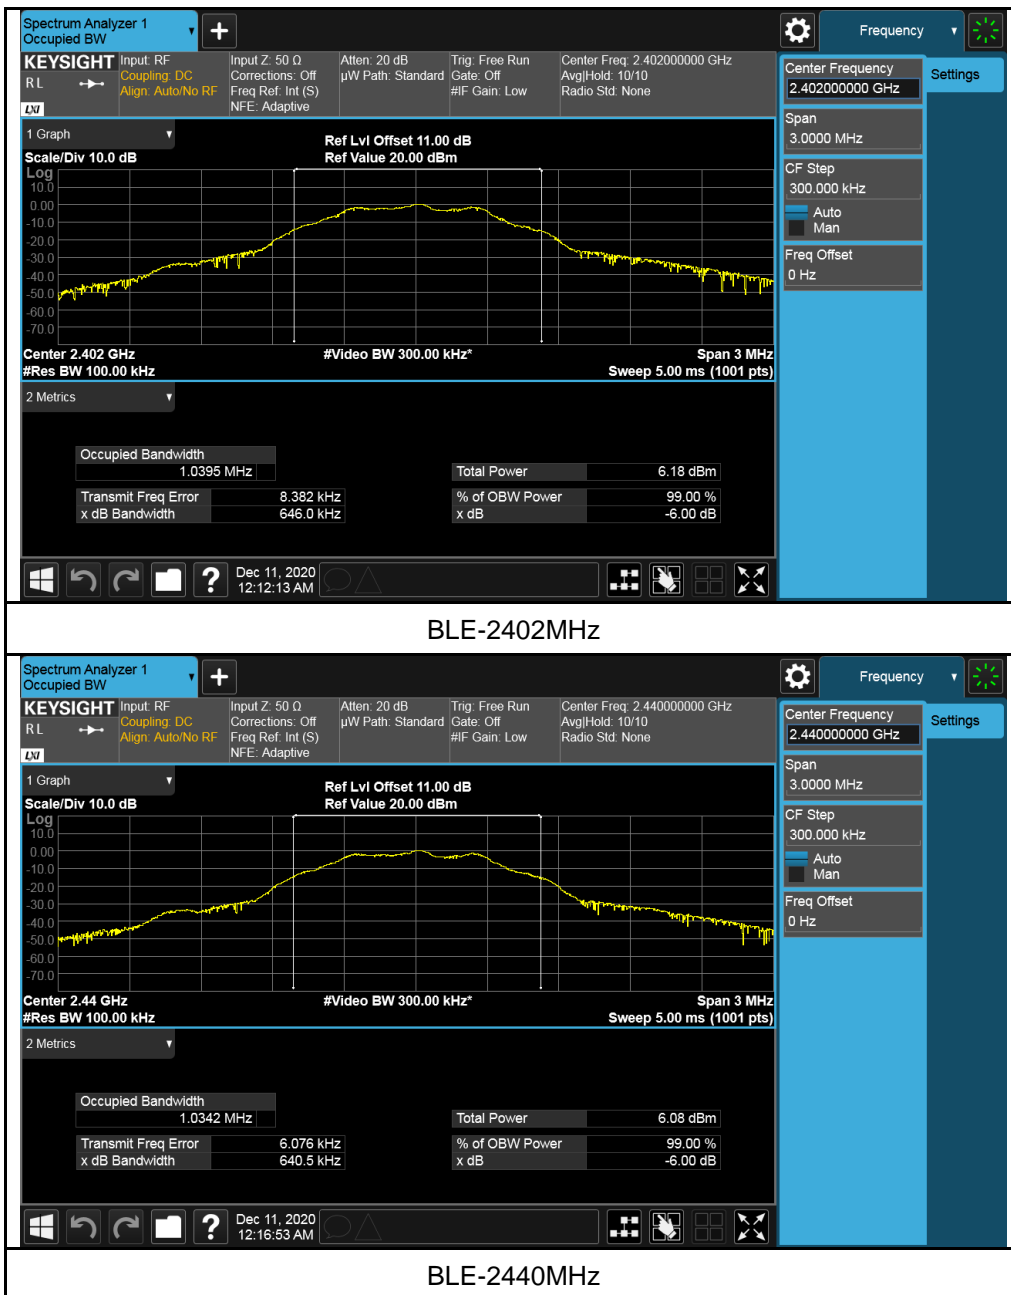 Spectrum Analyzer 1
Occupied BW
Frequency
KEYSIGHT
R L
LXI
Input: RF
Coupling: DC
Align: Auto/No RF
Input Z: 50 Ω
Corrections: Off
Freq Ref: Int (S)
NFE: Adaptive
Atten: 20 dB
µW Path: Standard
Trig: Free Run
Gate: Off
#IF Gain: Low
Center Freq: 2.402000000 GHz
Avg|Hold: 10/10
Radio Std: None
Center Frequency
2.402000000 GHz
Settings
Span
3.0000 MHz
CF Step
300.000 kHz
Auto
Man
Freq Offset
0 Hz
1 Graph
Scale/Div 10.0 dB
Ref Lvl Offset 11.00 dB
Ref Value 20.00 dBm
Log
10.0
0.00
-10.0
-20.0
-30.0
-40.0
-50.0
-60.0
-70.0
Center 2.402 GHz
#Res BW 100.00 kHz
#Video BW 300.00 kHz*
Span 3 MHz
Sweep 5.00 ms (1001 pts)
2 Metrics
Occupied Bandwidth
1.0395 MHz
Total Power 6.18 dBm
Transmit Freq Error 8.382 kHz
% of OBW Power 99.00 %
x dB Bandwidth 646.0 kHz
x dB -6.00 dB
?
Dec 11, 2020
12:12:13 AM
BLE-2402MHz
Spectrum Analyzer 1
Occupied BW
Frequency
KEYSIGHT
R L
LXI
Input: RF
Coupling: DC
Align: Auto/No RF
Input Z: 50 Ω
Corrections: Off
Freq Ref: Int (S)
NFE: Adaptive
Atten: 20 dB
µW Path: Standard
Trig: Free Run
Gate: Off
#IF Gain: Low
Center Freq: 2.440000000 GHz
Avg|Hold: 10/10
Radio Std: None
Center Frequency
2.440000000 GHz
Settings
Span
3.0000 MHz
CF Step
300.000 kHz
Auto
Man
Freq Offset
0 Hz
1 Graph
Scale/Div 10.0 dB
Ref Lvl Offset 11.00 dB
Ref Value 20.00 dBm
Log
10.0
0.00
-10.0
-20.0
-30.0
-40.0
-50.0
-60.0
-70.0
Center 2.44 GHz
#Res BW 100.00 kHz
#Video BW 300.00 kHz*
Span 3 MHz
Sweep 5.00 ms (1001 pts)
2 Metrics
Occupied Bandwidth
1.0342 MHz
Total Power 6.08 dBm
Transmit Freq Error 6.076 kHz
% of OBW Power 99.00 %
x dB Bandwidth 640.5 kHz
x dB -6.00 dB
?
Dec 11, 2020
12:16:53 AM
BLE-2440MHz